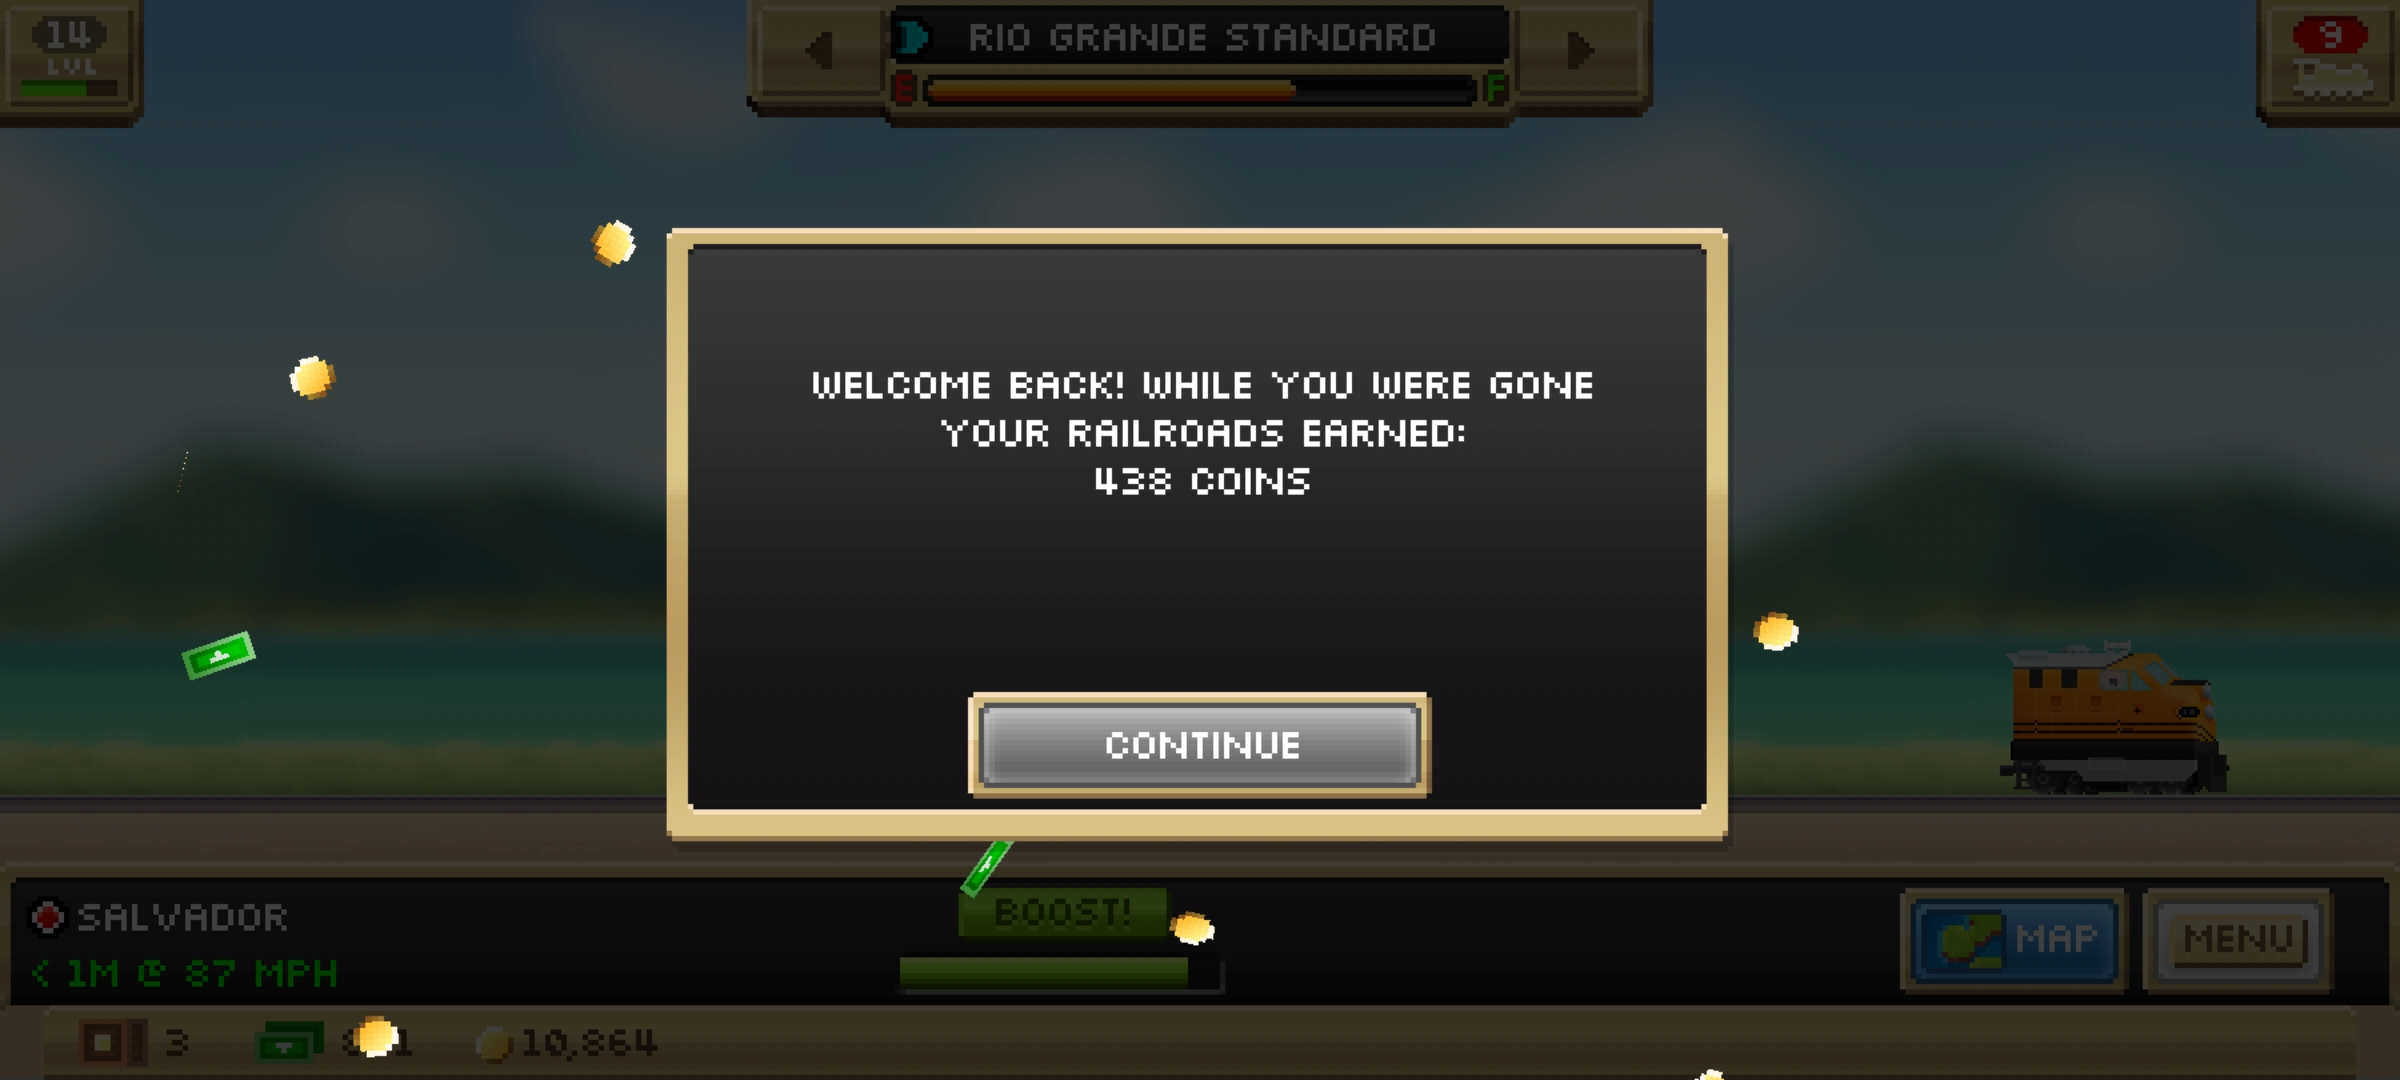 14
LVL
RIO GRANDE STANDARD
E F
9
WELCOME BACK! WHILE YOU WERE GONE
YOUR RAILROADS EARNED:
438 COINS
CONTINUE
SALVADOR
< 1M @ 87 MPH
BOOST!
MAP
MENU
3
10,864